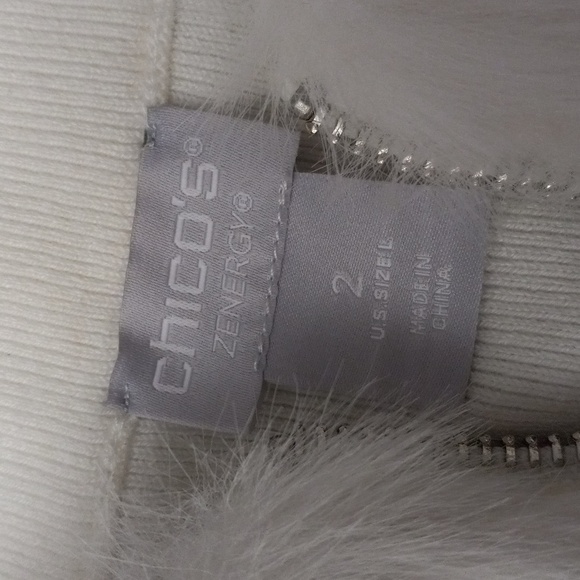 chico's®
ZENERGY®
2
U.S. SIZE L
MADE IN
CHINA